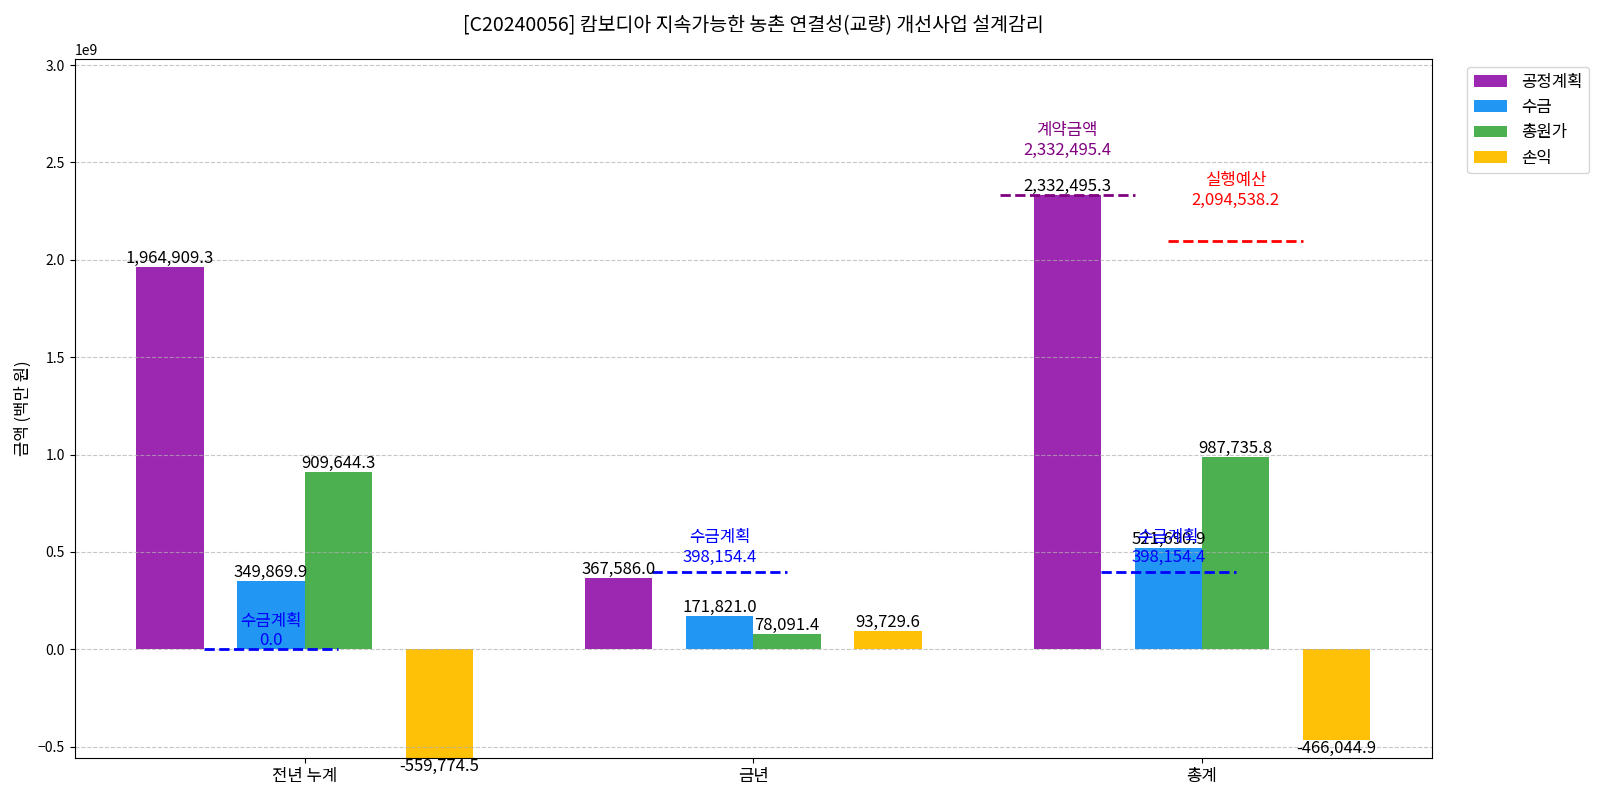 [C20240056] 캄보디아 지속가능한 농촌 연결성(교량) 개선사업 설계감리
1e9
3.0
2.5
2.0
1.5
1.0
0.5
0.0
−0.5
금액 (백만 원)
1,964,909.3
349,869.9
수금계획
0.0
909,644.3
-559,774.5
367,586.0
수금계획
398,154.4
171,821.0
78,091.4
93,729.6
계약금액
2,332,495.4
2,332,495.3
실행예산
2,094,538.2
수금계획
521,690.9
398,154.4
987,735.8
-466,044.9
전년 누계
금년
총계
공정계획
수금
총원가
손익